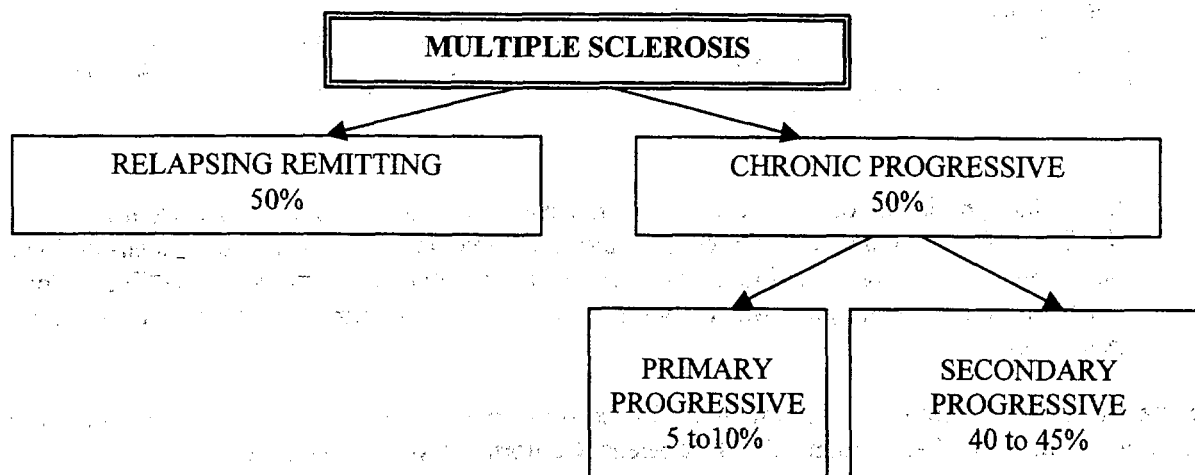 MULTIPLE SCLEROSIS
RELAPSING REMITTING
50%
CHRONIC PROGRESSIVE
50%
PRIMARY
PROGRESSIVE
5 to10%
SECONDARY
PROGRESSIVE
40 to 45%